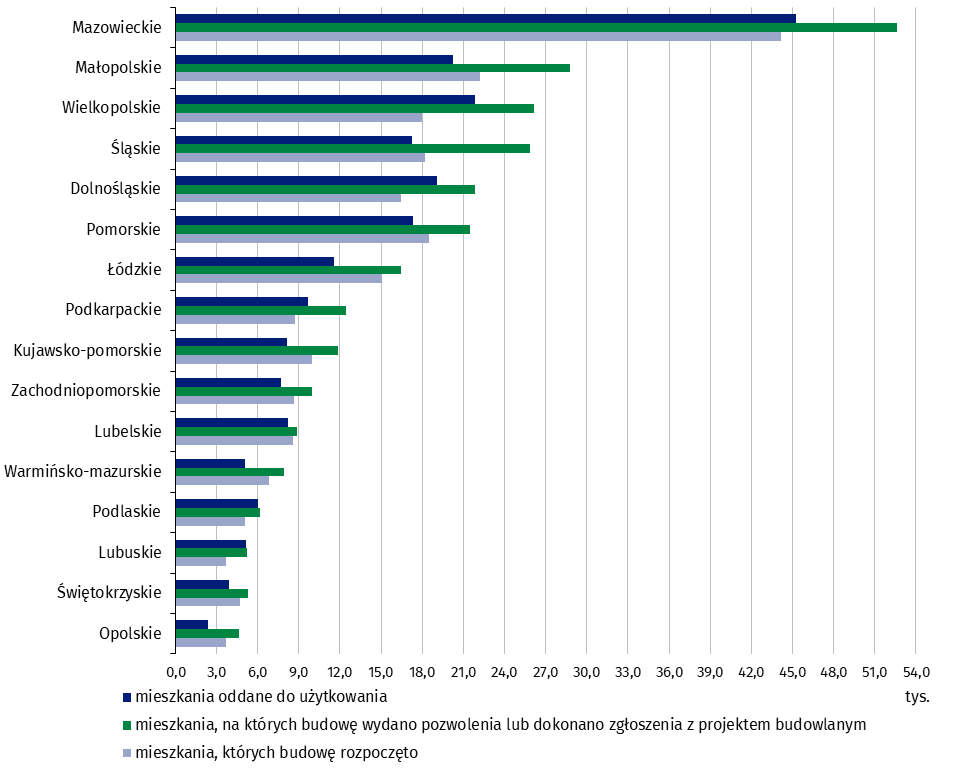 Mazowieckie
Małopolskie
Wielkopolskie
Śląskie
Dolnośląskie
Pomorskie
Łódzkie
Podkarpackie
Kujawsko-pomorskie
Zachodniopomorskie
Lubelskie
Warmińsko-mazurskie
Podlaskie
Lubuskie
Świętokrzyskie
Opolskie
0,0 3,0 6,0 9,0 12,0 15,0 18,0 21,0 24,0 27,0 30,0 33,0 36,0 39,0 42,0 45,0 48,0 51,0 54,0
tys.
mieszkania oddane do użytkowania
mieszkania, na których budowę wydano pozwolenia lub dokonano zgłoszenia z projektem budowlanym
mieszkania, których budowę rozpoczęto